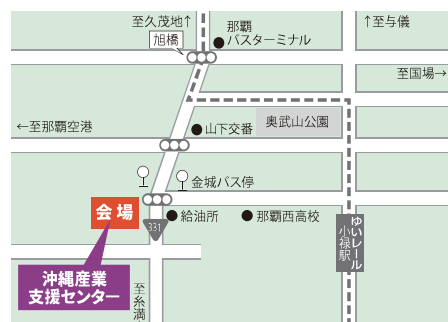 至久茂地↑
那覇
バスターミナル
↑至与儀
旭橋
至国場→
←至那覇空港
山下交番
奥武山公園
金城バス停
会場
給油所
那覇西高校
331
ゆいレール
小禄駅
沖縄産業
支援センター
至糸満